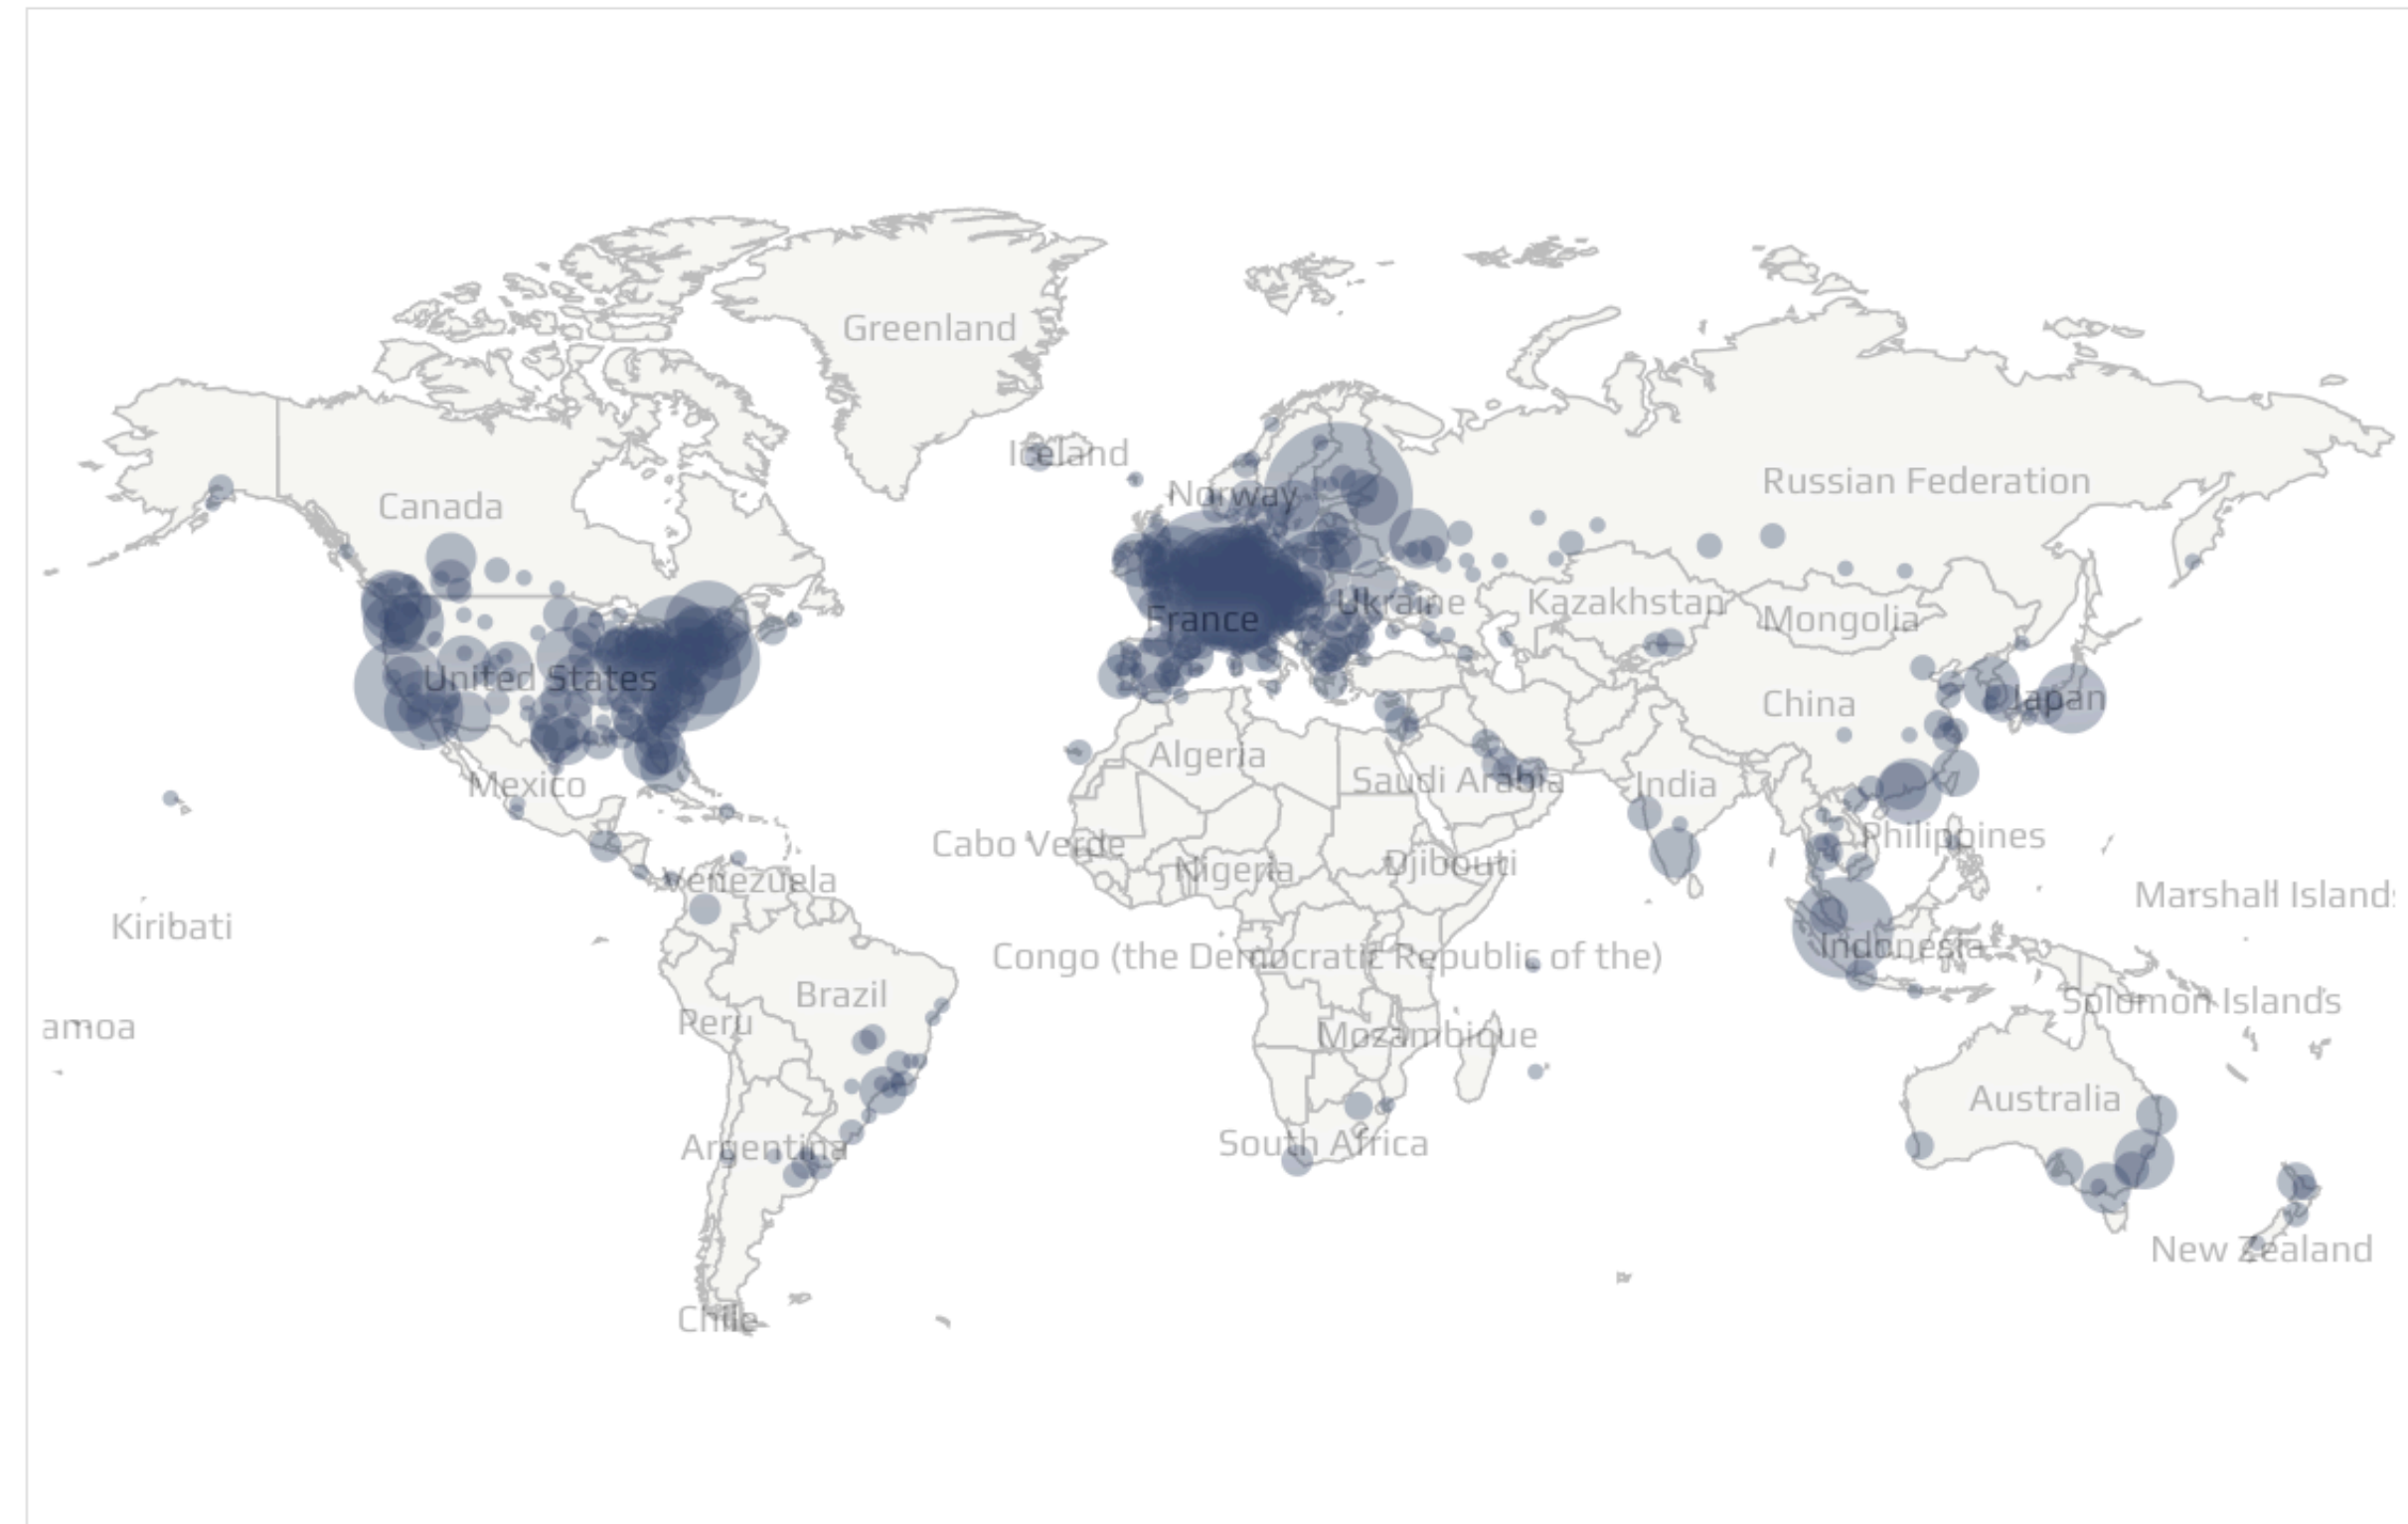 Greenland
Iceland
Russian Federation
Norway
Canada
Ukraine
Kazakhstan
Mongolia
France
United States
Japan
China
Algeria
Saudi Arabia
India
Mexico
Philippines
Cabo Verde
Djibouti
Nigeria
Venezuela
Marshall Islands
Kiribati
Indonesia
Congo (the Democratic Republic of the)
Brazil
Solomon Islands
Peru
amoa
Mozambique
Australia
South Africa
Argentina
New Zealand
Chile